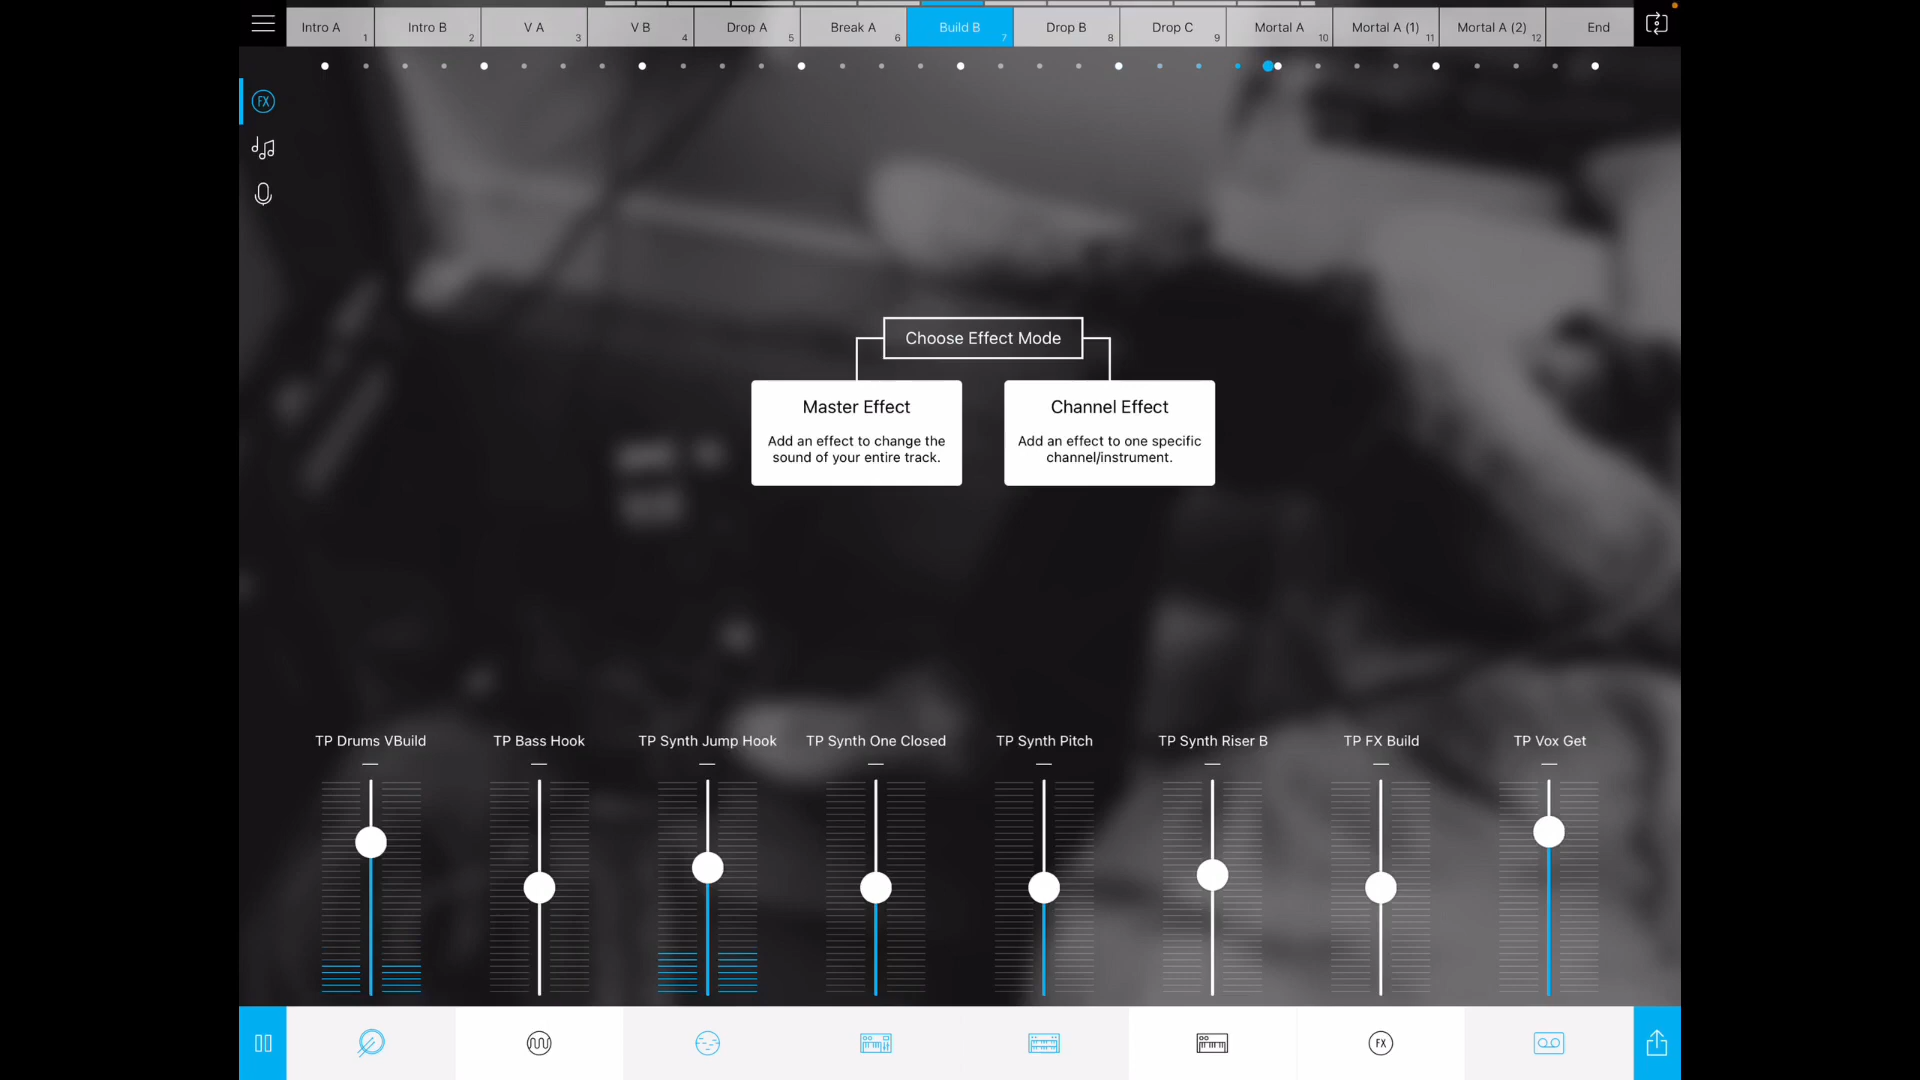 Intro A 1
Intro B 2
V A 3
V B 4
Drop A 5
Break A 6
Build B 7
Drop B 8
Drop C 9
Mortal A 10
Mortal A (1) 11
Mortal A (2) 12
End
FX
Choose Effect Mode
Master Effect
Add an effect to change the
sound of your entire track.
Channel Effect
Add an effect to one specific
channel/instrument.
TP Drums VBuild
TP Bass Hook
TP Synth Jump Hook
TP Synth One Closed
TP Synth Pitch
TP Synth Riser B
TP FX Build
TP Vox Get
FX